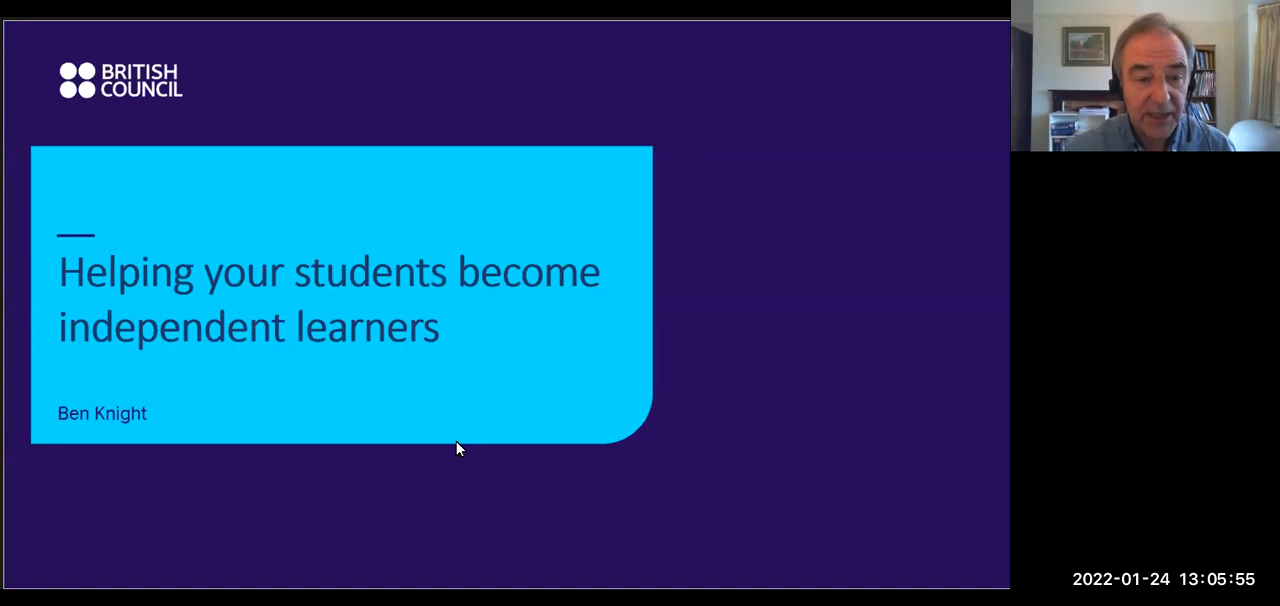 BRITISH
COUNCIL
Helping your students become
independent learners
Ben Knight
2022-01-24 13:05:55